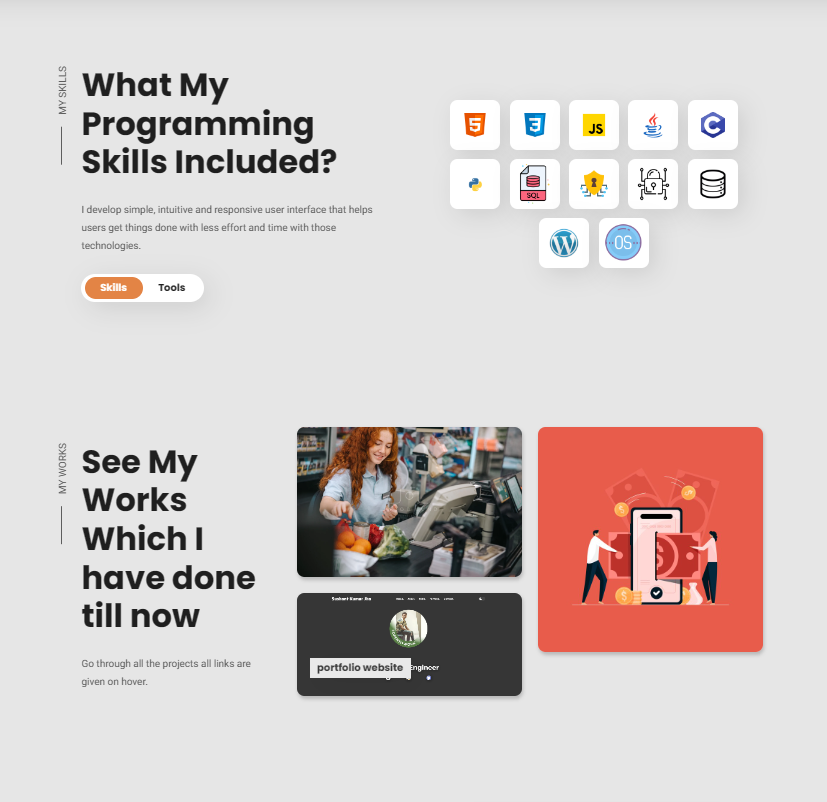 MY SKILLS
What My
Programming
Skills Included?
I develop simple, intuitive and responsive user interface that helps
users get things done with less effort and time with those
technologies.
Skills
Tools
5
3
JS
C
SQL
W
OS
MY WORKS
See My
Works
Which I
have done
till now
Go through all the projects all links are
given on hover.
Sushant Kumar Jha
portfolio website
Engineer